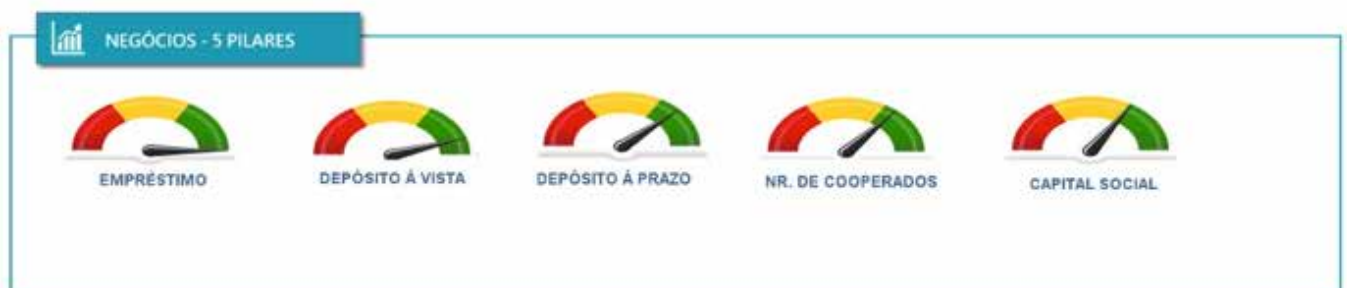 NEGÓCIOS - 5 PILARES
EMPRÉSTIMO
DEPÓSITO Á VISTA
DEPÓSITO Á PRAZO
NR. DE COOPERADOS
CAPITAL SOCIAL